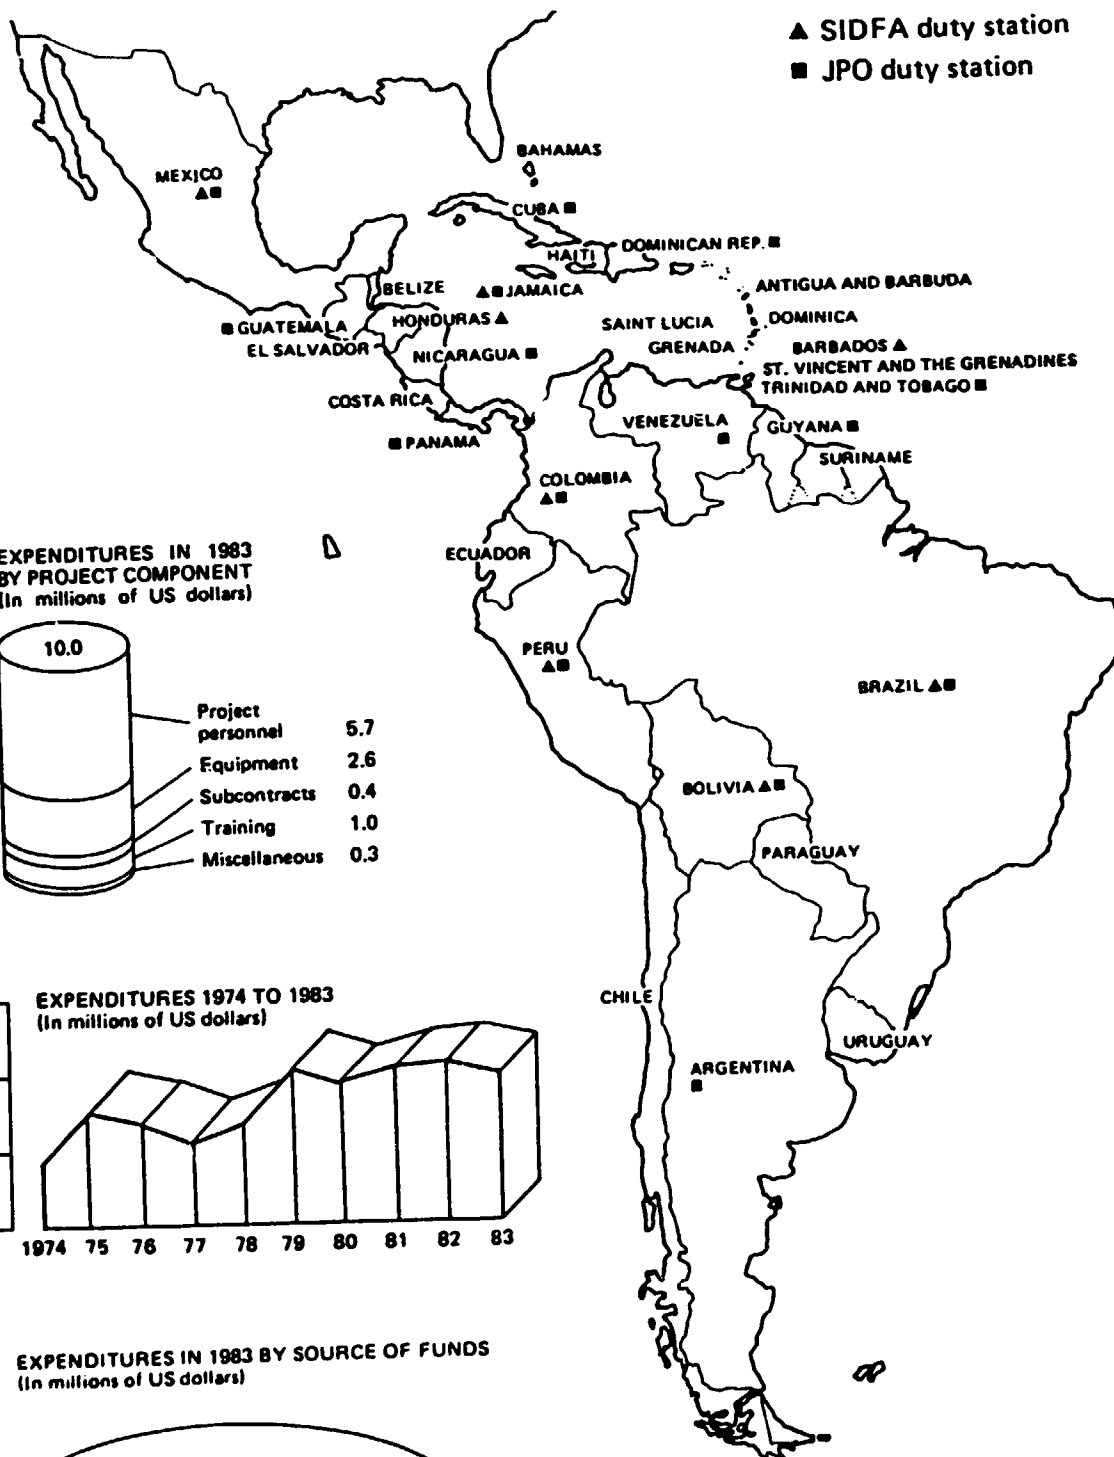 ▲ SIDFA duty station
■ JPO duty station
BAHAMAS
MEXICO
▲■
CUBA ■
DOMINICAN REP. ■
HAITI
BELIZE
▲■ JAMAICA
ANTIGUA AND BARBUDA
■ GUATEMALA
HONDURAS ▲
SAINT LUCIA
DOMINICA
EL SALVADOR
NICARAGUA ■
GRENADA
BARBADOS ▲
ST. VINCENT AND THE GRENADINES
TRINIDAD AND TOBAGO ■
COSTA RICA
VENEZUELA
■
GUYANA ■
■ PANAMA
SURINAME
COLOMBIA
▲■
ECUADOR
PERU
▲■
BRAZIL ▲■
BOLIVIA ▲■
PARAGUAY
CHILE
URUGUAY
ARGENTINA
■
EXPENDITURES IN 1983
BY PROJECT COMPONENT
(In millions of US dollars)
10.0
Project
personnel 5.7
Equipment 2.6
Subcontracts 0.4
Training 1.0
Miscellaneous 0.3
EXPENDITURES 1974 TO 1983
(In millions of US dollars)
1974 75 76 77 78 79 80 81 82 83
EXPENDITURES IN 1983 BY SOURCE OF FUNDS
(In millions of US dollars)